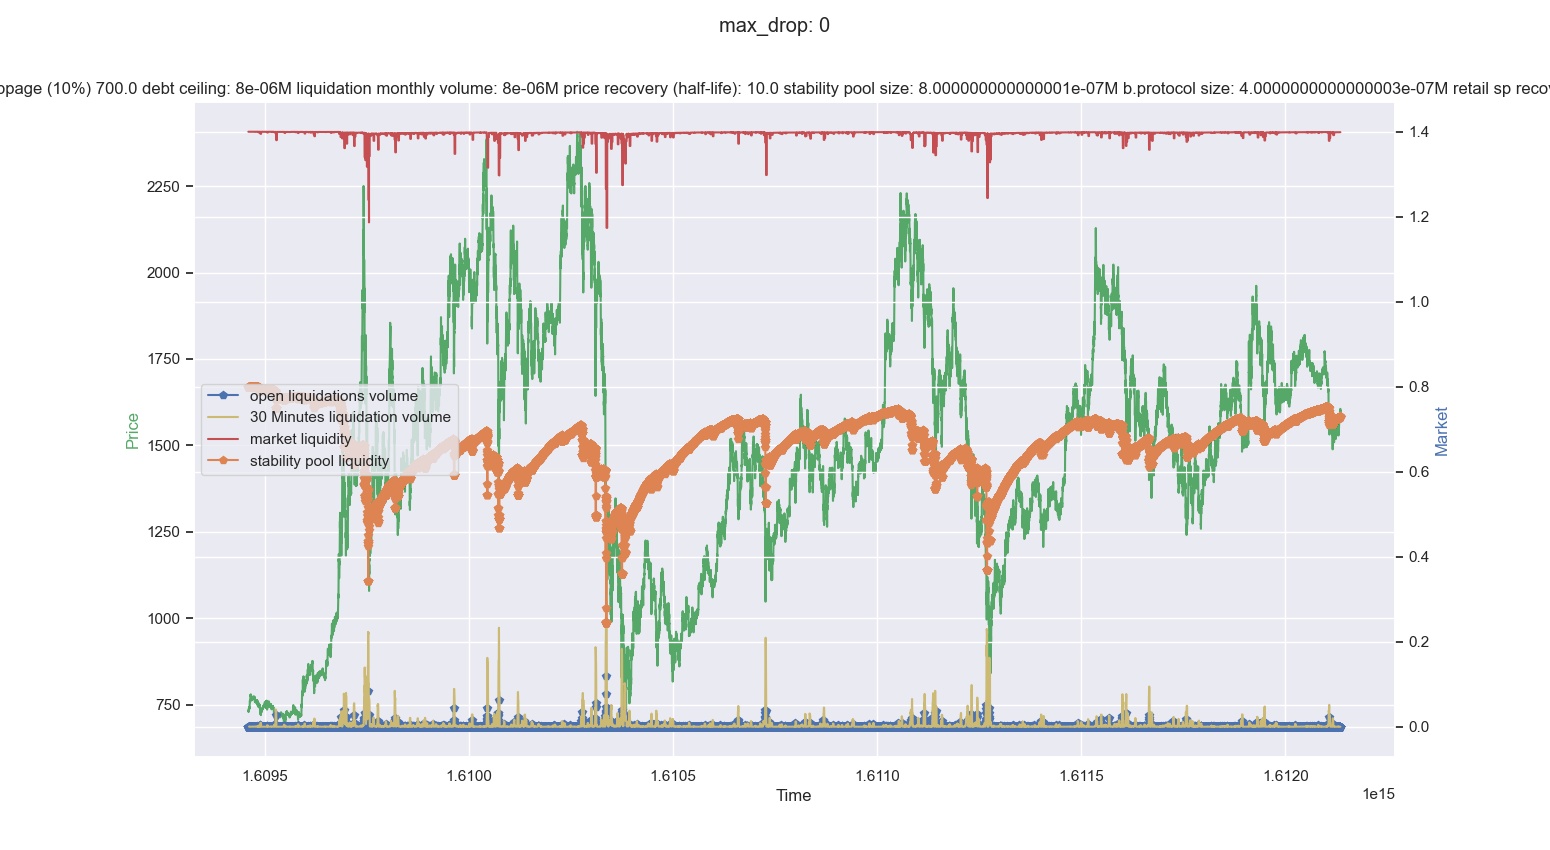 max_drop: 0
opage (10%) 700.0 debt ceiling: 8e-06M liquidation monthly volume: 8e-06M price recovery (half-life): 10.0 stability pool size: 8.000000000000001e-07M b.protocol size: 4.0000000000000003e-07M retail sp recov
2250
2000
1750
1500
1250
1000
750
Price
1.4
1.2
1.0
0.8
0.6
0.4
0.2
0.0
Market
open liquidations volume
30 Minutes liquidation volume
market liquidity
stability pool liquidity
1.6095
1.6100
1.6105
1.6110
1.6115
1.6120
1e15
Time